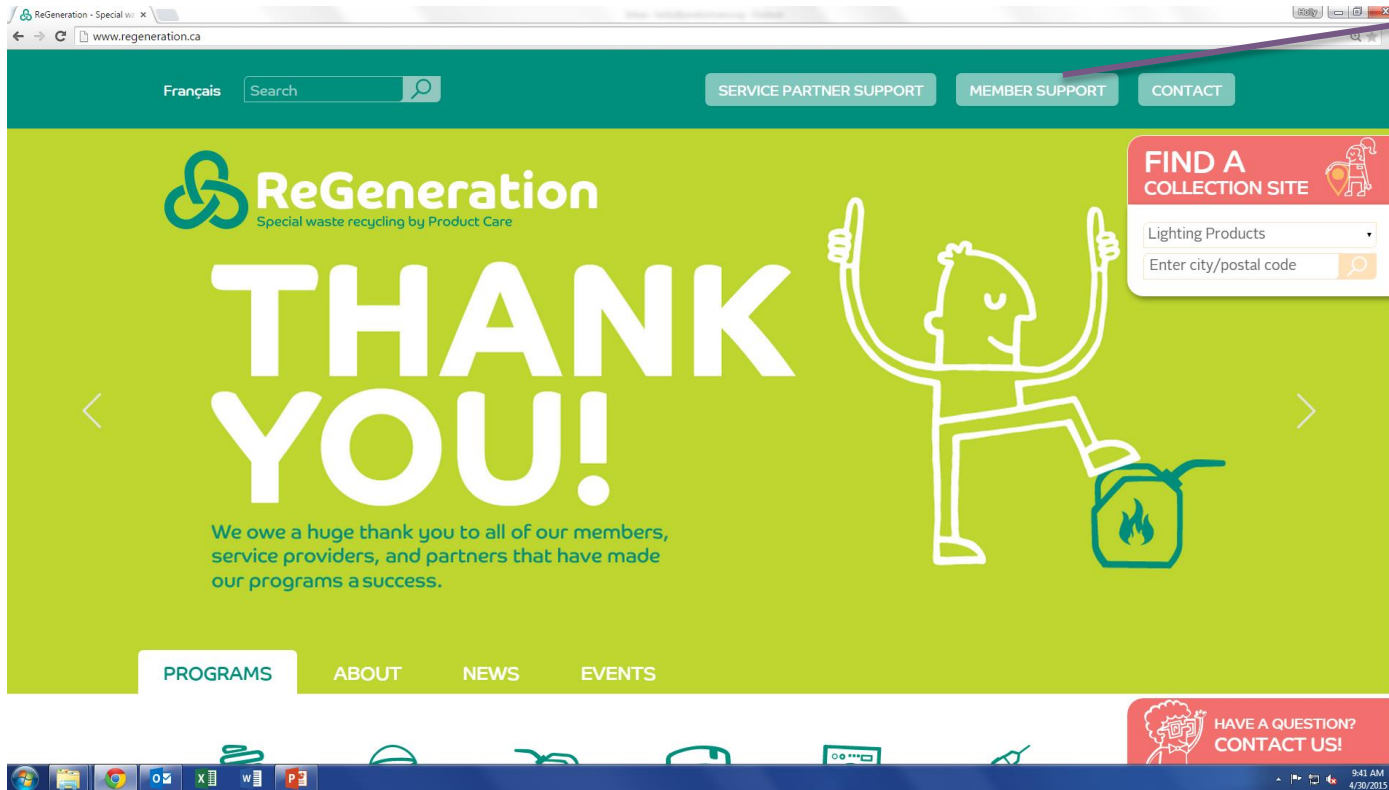 ReGeneration - Special wa
Holly
www.regeneration.ca
Français
Search
SERVICE PARTNER SUPPORT
MEMBER SUPPORT
CONTACT
FIND A
COLLECTION SITE
Lighting Products
Enter city/postal code
ReGeneration
Special waste recycling by Product Care
THANK
YOU!
We owe a huge thank you to all of our members,
service providers, and partners that have made
our programs a success.
PROGRAMS
ABOUT
NEWS
EVENTS
HAVE A QUESTION?
CONTACT US!
9:41 AM
4/30/2015